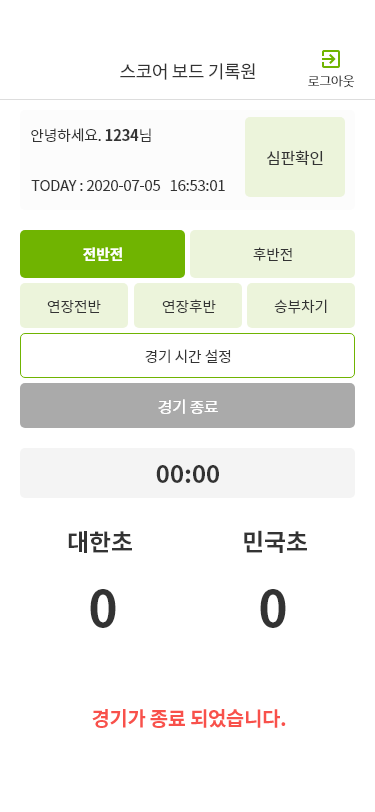 스코어 보드 기록원
로그아웃
안녕하세요. 1234님
심판확인
TODAY : 2020-07-05 16:53:01
전반전 후반전
연장전반 연장후반 승부차기
경기 시간 설정
경기 종료
00:00
대한초 민국초
0 0
경기가 종료 되었습니다.